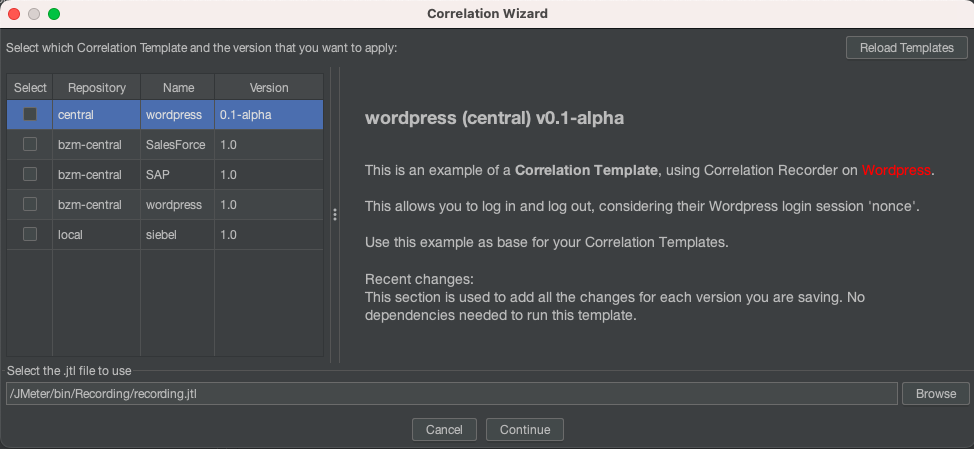 Correlation Wizard
Select which Correlation Template and the version that you want to apply:
Reload Templates
Select Repository Name Version
central wordpress 0.1-alpha
bzm-central SalesForce 1.0
bzm-central SAP 1.0
bzm-central wordpress 1.0
local siebel 1.0
wordpress (central) v0.1-alpha
This is an example of a Correlation Template, using Correlation Recorder on Wordpress.
This allows you to log in and log out, considering their Wordpress login session 'nonce'.
Use this example as base for your Correlation Templates.
Recent changes:
This section is used to add all the changes for each version you are saving. No
dependencies needed to run this template.
Select the .jtl file to use
/JMeter/bin/Recording/recording.jtl
Browse
Cancel Continue